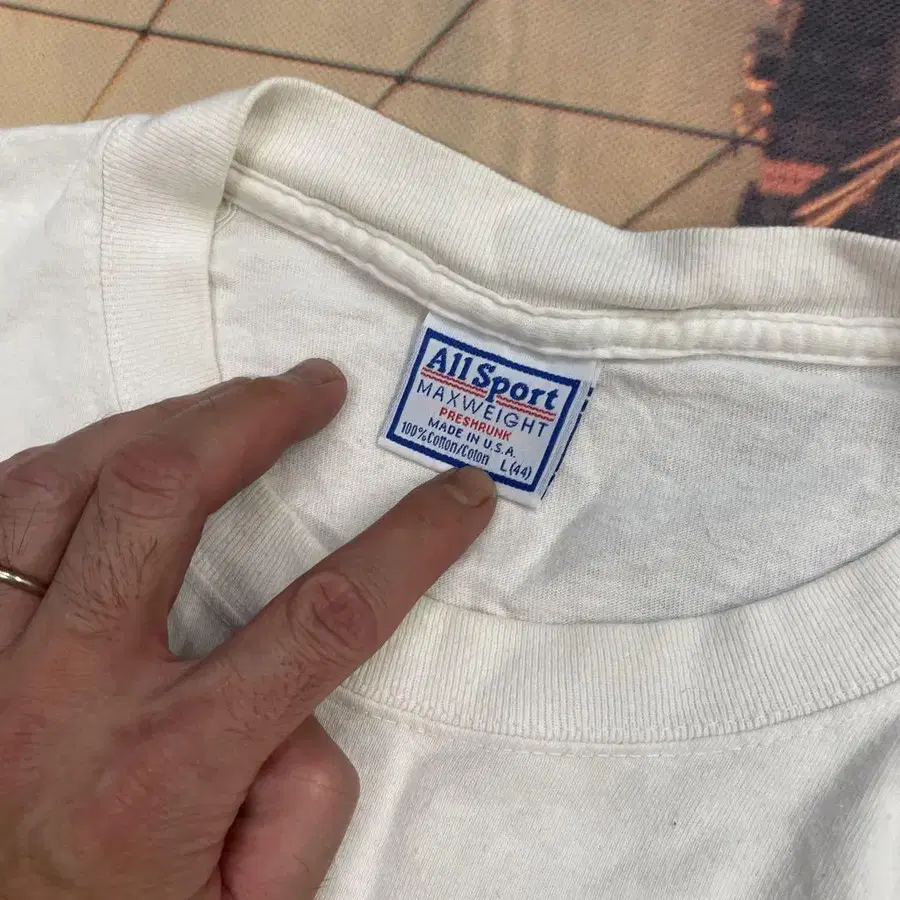 All Sport
MAXWEIGHT
PRESHRUNK
MADE IN U.S.A.
100% Cotton/Coton L(44)